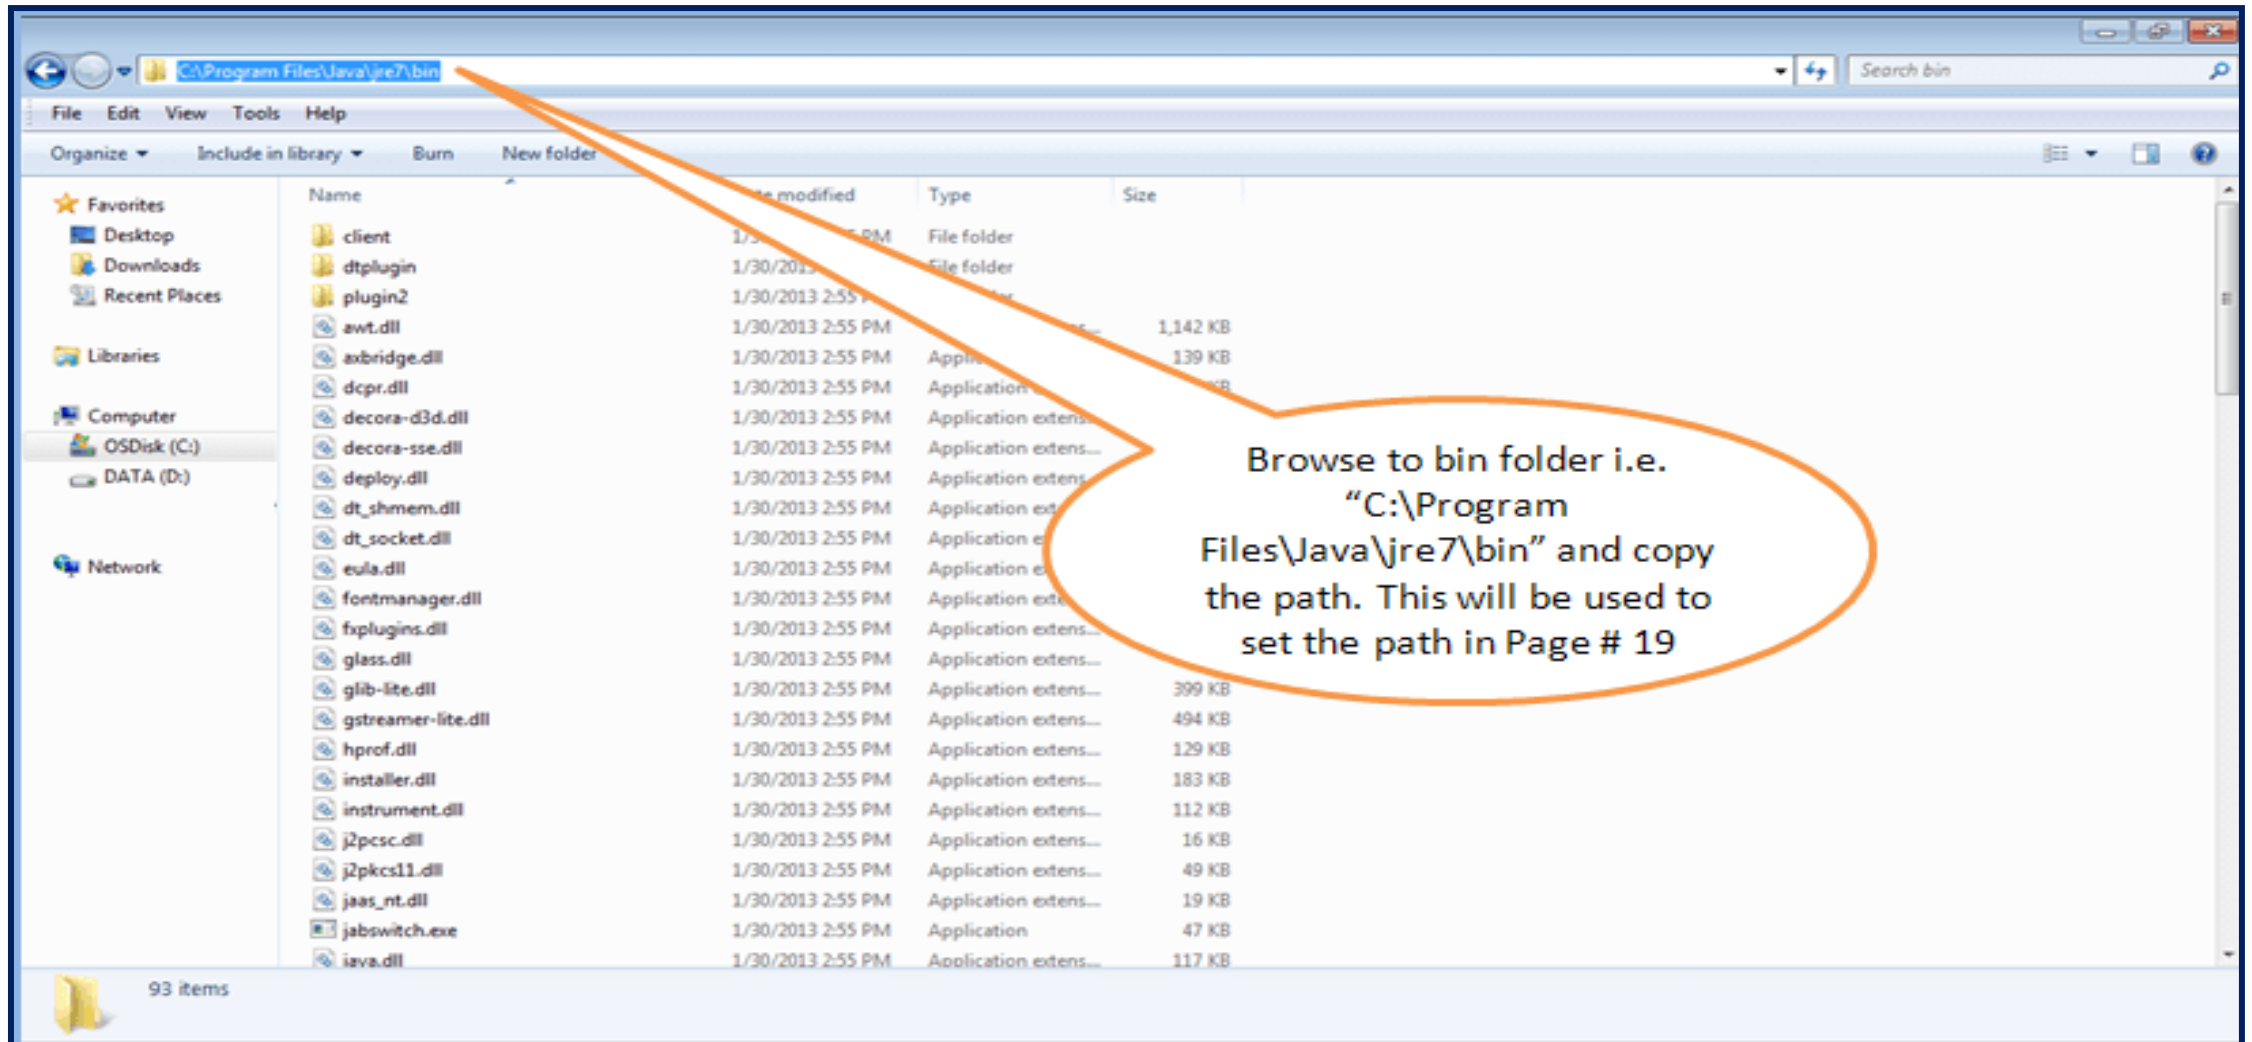 C:\Program Files\Java\jre7\bin
Search bin
File Edit View Tools Help
Organize Include in library Burn New folder
Favorites
Desktop
Downloads
Recent Places
Libraries
Computer
OSDisk (C:)
DATA (D:)
Network
Name modified Type Size
client PM File folder
dtplugin File folder
plugin2 1/30/2013 2:55
awt.dll 1/30/2013 2:55 PM 1,142 KB
axbridge.dll 1/30/2013 2:55 PM 139 KB
dcpr.dll 1/30/2013 2:55 PM Application
decora-d3d.dll 1/30/2013 2:55 PM Application extens...
decora-sse.dll 1/30/2013 2:55 PM Application extens...
deploy.dll 1/30/2013 2:55 PM Application extens
dt_shmem.dll 1/30/2013 2:55 PM Application
dt_socket.dll 1/30/2013 2:55 PM Application
eula.dll 1/30/2013 2:55 PM Application
fontmanager.dll 1/30/2013 2:55 PM Application
fxplugins.dll 1/30/2013 2:55 PM Application extens...
glass.dll 1/30/2013 2:55 PM Application extens...
glib-lite.dll 1/30/2013 2:55 PM Application extens... 399 KB
gstreamer-lite.dll 1/30/2013 2:55 PM Application extens... 494 KB
hprof.dll 1/30/2013 2:55 PM Application extens... 129 KB
installer.dll 1/30/2013 2:55 PM Application extens... 183 KB
instrument.dll 1/30/2013 2:55 PM Application extens... 112 KB
j2pcsc.dll 1/30/2013 2:55 PM Application extens... 16 KB
j2pkcs11.dll 1/30/2013 2:55 PM Application extens... 49 KB
jaas_nt.dll 1/30/2013 2:55 PM Application extens... 19 KB
jabswitch.exe 1/30/2013 2:55 PM Application 47 KB
java.dll 1/30/2013 2:55 PM Application extens... 117 KB
Browse to bin folder i.e.
“C:\Program
Files\Java\jre7\bin” and copy
the path. This will be used to
set the path in Page # 19
93 items